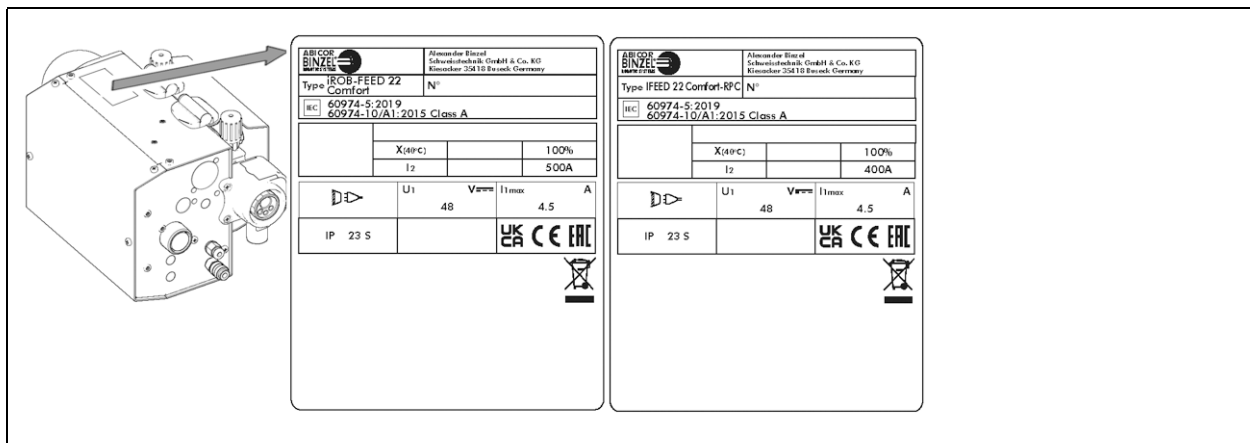 ABICOR
BINZEL
Alexander Binzel
Schweisstechnik GmbH & Co. KG
Kiesacker 35418 Buseck Germany
Type iROB-FEED 22
Comfort
N°
IEC
60974-5:2019
60974-10/A1:2015 Class A
X(40°C) 100%
I2 500A
U1 V I1max A
48 4.5
IP 23 S
UK
CA CE EAC
ABICOR
BINZEL
Alexander Binzel
Schweisstechnik GmbH & Co. KG
Kiesacker 35418 Buseck Germany
Type IFEED 22 Comfort-RPC N°
IEC
60974-5:2019
60974-10/A1:2015 Class A
X(40°C) 100%
I2 400A
U1 V I1max A
48 4.5
IP 23 S
UK
CA CE EAC